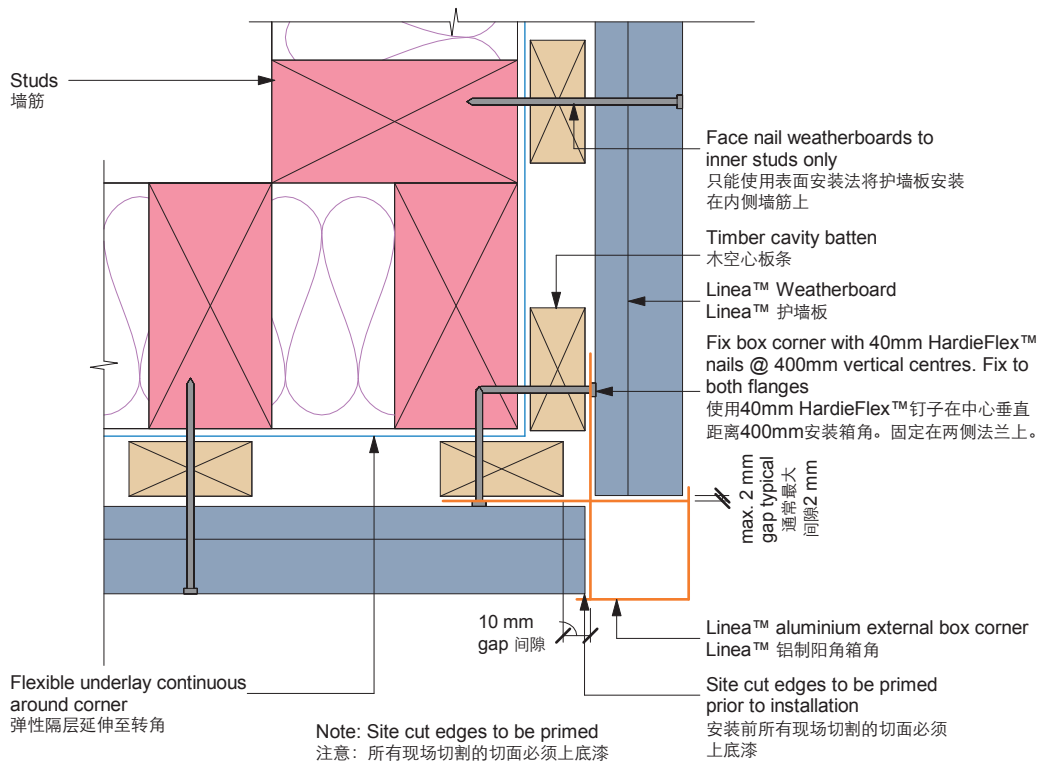 Studs
墙筋
Face nail weatherboards to
inner studs only
只能使用表面安装法将护墙板安装
在内侧墙筋上
Timber cavity batten
木空心板条
Linea™ Weatherboard
Linea™ 护墙板
Fix box corner with 40mm HardieFlex™
nails @ 400mm vertical centres. Fix to
both flanges
使用40mm HardieFlex™钉子在中心垂直
距离400mm安装箱角。固定在两侧法兰上。
max. 2 mm
gap typical
通常最大
间隙2 mm
10 mm
gap 间隙
Linea™ aluminium external box corner
Linea™ 铝制阳角箱角
Site cut edges to be primed
prior to installation
安装前所有现场切割的切面必须
上底漆
Flexible underlay continuous
around corner
弹性隔层延伸至转角
Note: Site cut edges to be primed
注意：所有现场切割的切面必须上底漆